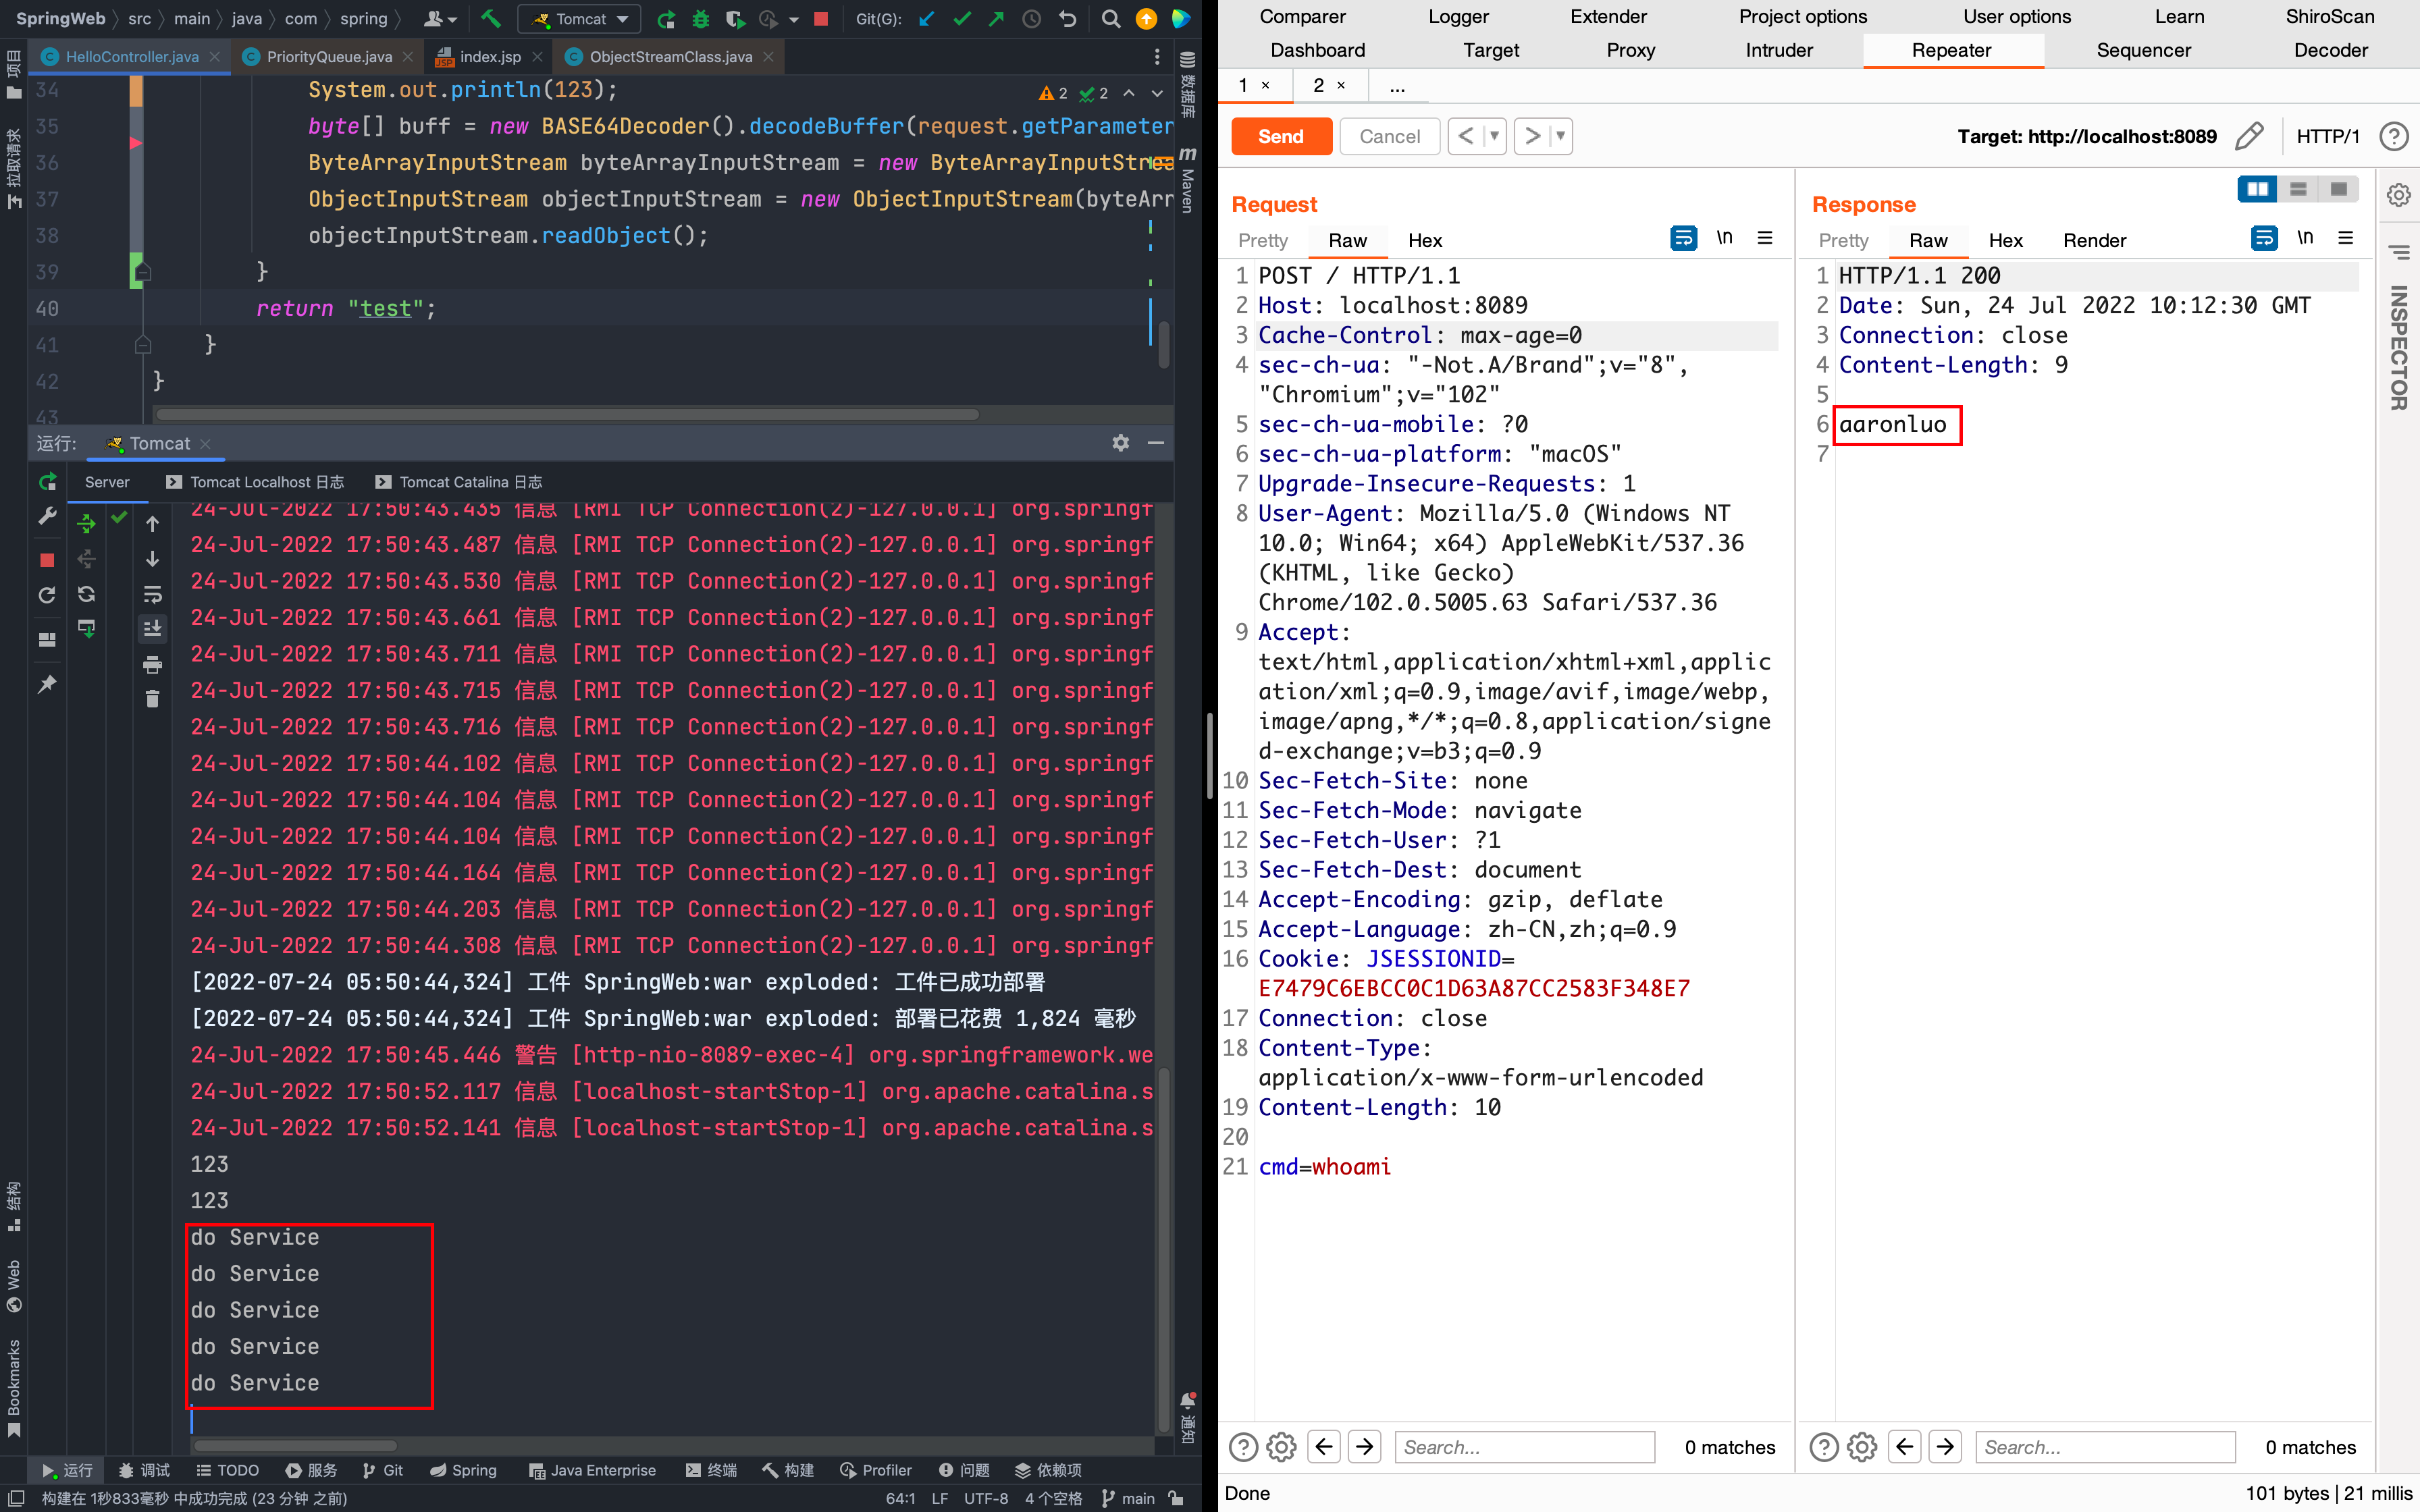 SpringWeb 〉 src 〉 main 〉 java 〉 com 〉 spring 〉
Tomcat
Git(G):
HelloController.java
PriorityQueue.java
index.jsp
ObjectStreamClass.java
项目
拉取请求
数据库
Maven
2 2
34 System.out.println(123);
35 byte[] buff = new BASE64Decoder().decodeBuffer(request.getParameter
36 ByteArrayInputStream byteArrayInputStream = new ByteArrayInputStrea
37 ObjectInputStream objectInputStream = new ObjectInputStream(byteArr
38 objectInputStream.readObject();
39 }
40 return "test";
41 }
42 }
43
运行: Tomcat
Server Tomcat Localhost 日志 Tomcat Catalina 日志
24-Jul-2022 17:50:43.435 信息 [RMI TCP Connection(2)-127.0.0.1] org.springf
24-Jul-2022 17:50:43.487 信息 [RMI TCP Connection(2)-127.0.0.1] org.springf
24-Jul-2022 17:50:43.530 信息 [RMI TCP Connection(2)-127.0.0.1] org.springf
24-Jul-2022 17:50:43.661 信息 [RMI TCP Connection(2)-127.0.0.1] org.springf
24-Jul-2022 17:50:43.711 信息 [RMI TCP Connection(2)-127.0.0.1] org.springf
24-Jul-2022 17:50:43.715 信息 [RMI TCP Connection(2)-127.0.0.1] org.springf
24-Jul-2022 17:50:43.716 信息 [RMI TCP Connection(2)-127.0.0.1] org.springf
24-Jul-2022 17:50:44.102 信息 [RMI TCP Connection(2)-127.0.0.1] org.springf
24-Jul-2022 17:50:44.104 信息 [RMI TCP Connection(2)-127.0.0.1] org.springf
24-Jul-2022 17:50:44.104 信息 [RMI TCP Connection(2)-127.0.0.1] org.springf
24-Jul-2022 17:50:44.164 信息 [RMI TCP Connection(2)-127.0.0.1] org.springf
24-Jul-2022 17:50:44.203 信息 [RMI TCP Connection(2)-127.0.0.1] org.springf
24-Jul-2022 17:50:44.308 信息 [RMI TCP Connection(2)-127.0.0.1] org.springf
[2022-07-24 05:50:44,324] 工件 SpringWeb:war exploded: 工件已成功部署
[2022-07-24 05:50:44,324] 工件 SpringWeb:war exploded: 部署已花费 1,824 毫秒
24-Jul-2022 17:50:45.446 警告 [http-nio-8089-exec-4] org.springframework.we
24-Jul-2022 17:50:52.117 信息 [localhost-startStop-1] org.apache.catalina.s
24-Jul-2022 17:50:52.141 信息 [localhost-startStop-1] org.apache.catalina.s
123
123
do Service
do Service
do Service
do Service
do Service
结构
Web
Bookmarks
通知
运行 调试 TODO 服务 Git Spring Java Enterprise 终端 构建 Profiler 问题 依赖项
构建在 1秒833毫秒 中成功完成 (23 分钟 之前)
64:1 LF UTF-8 4 个空格 main
Comparer Logger Extender Project options User options Learn ShiroScan
Dashboard Target Proxy Intruder Repeater Sequencer Decoder
1 × 2 × ...
Send Cancel < > Target: http://localhost:8089 HTTP/1 ?
Request
Pretty Raw Hex \n
1 POST / HTTP/1.1
2 Host: localhost:8089
3 Cache-Control: max-age=0
4 sec-ch-ua: "-Not.A/Brand";v="8",
"Chromium";v="102"
5 sec-ch-ua-mobile: ?0
6 sec-ch-ua-platform: "macOS"
7 Upgrade-Insecure-Requests: 1
8 User-Agent: Mozilla/5.0 (Windows NT
10.0; Win64; x64) AppleWebKit/537.36
(KHTML, like Gecko)
Chrome/102.0.5005.63 Safari/537.36
9 Accept:
text/html,application/xhtml+xml,applic
ation/xml;q=0.9,image/avif,image/webp,
image/apng,*/*;q=0.8,application/signe
d-exchange;v=b3;q=0.9
10 Sec-Fetch-Site: none
11 Sec-Fetch-Mode: navigate
12 Sec-Fetch-User: ?1
13 Sec-Fetch-Dest: document
14 Accept-Encoding: gzip, deflate
15 Accept-Language: zh-CN,zh;q=0.9
16 Cookie: JSESSIONID=
E7479C6EBCC0C1D63A87CC2583F348E7
17 Connection: close
18 Content-Type:
application/x-www-form-urlencoded
19 Content-Length: 10
20
21 cmd=whoami
Search... 0 matches
Response
Pretty Raw Hex Render \n
1 HTTP/1.1 200
2 Date: Sun, 24 Jul 2022 10:12:30 GMT
3 Connection: close
4 Content-Length: 9
5
6 aaronluo
7
Search... 0 matches
INSPECTOR
Done
101 bytes | 21 millis